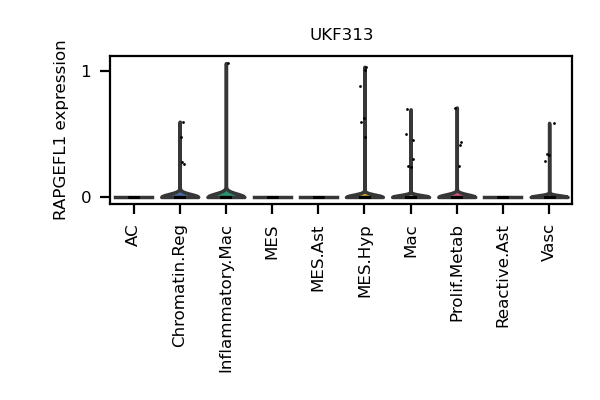 UKF313
RAPGEFL1 expression
1
0
AC
Chromatin.Reg
Inflammatory.Mac
MES
MES.Ast
MES.Hyp
Mac
Prolif.Metab
Reactive.Ast
Vasc